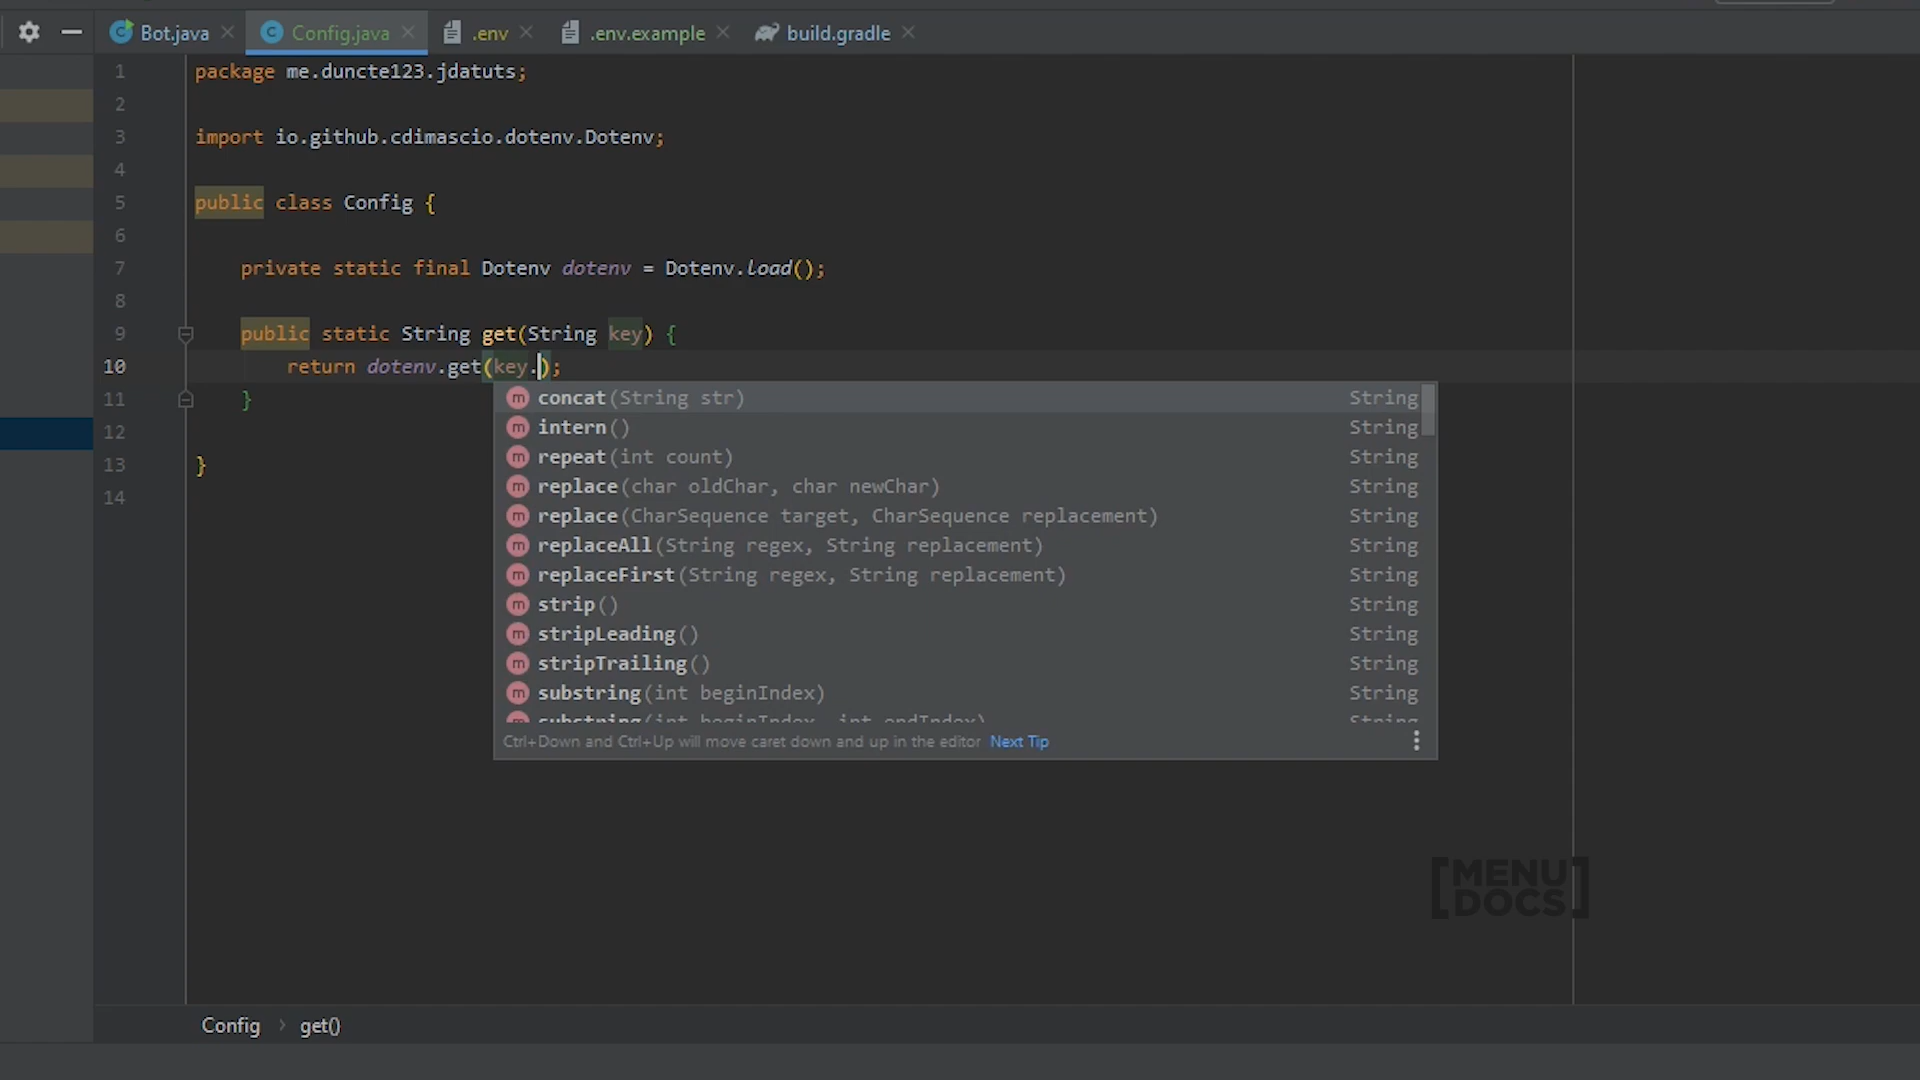 Bot.java
Config.java
.env
.env.example
build.gradle
1 package me.duncte123.jdatuts;
2
3 import io.github.cdimascio.dotenv.Dotenv;
4
5 public class Config {
6
7 private static final Dotenv dotenv = Dotenv.load();
8
9 public static String get(String key) {
10 return dotenv.get(key.);
11 }
12
13 }
14
concat(String str) String
intern() String
repeat(int count) String
replace(char oldChar, char newChar) String
replace(CharSequence target, CharSequence replacement) String
replaceAll(String regex, String replacement) String
replaceFirst(String regex, String replacement) String
strip() String
stripLeading() String
stripTrailing() String
substring(int beginIndex) String
substring(int beginIndex, int endIndex) String
Ctrl+Down and Ctrl+Up will move caret down and up in the editor Next Tip
[MENU
DOCS]
Config > get()